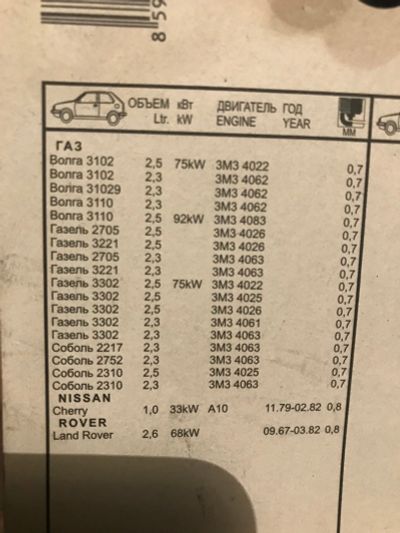 8 59
ОБЪЕМ кВт ДВИГАТЕЛЬ ГОД
Ltr. kW ENGINE YEAR
ММ
ГАЗ
Волга 3102 2,5 75kW ЗМЗ 4022 0,7
Волга 3102 2,3 ЗМЗ 4062 0,7
Волга 31029 2,3 ЗМЗ 4062 0,7
Волга 3110 2,3 ЗМЗ 4062 0,7
Волга 3110 2,5 92kW ЗМЗ 4083 0,7
Газель 2705 2,5 ЗМЗ 4026 0,7
Газель 3221 2,5 ЗМЗ 4026 0,7
Газель 2705 2,3 ЗМЗ 4063 0,7
Газель 3221 2,3 ЗМЗ 4063 0,7
Газель 3302 2,5 75kW ЗМЗ 4022 0,7
Газель 3302 2,5 ЗМЗ 4025 0,7
Газель 3302 2,5 ЗМЗ 4026 0,7
Газель 3302 2,3 ЗМЗ 4061 0,7
Газель 3302 2,3 ЗМЗ 4063 0,7
Соболь 2217 2,3 ЗМЗ 4063 0,7
Соболь 2752 2,3 ЗМЗ 4063 0,7
Соболь 2310 2,5 ЗМЗ 4025 0,7
Соболь 2310 2,3 ЗМЗ 4063 0,7
NISSAN
Cherry 1,0 33kW A10 11.79-02.82 0,8
ROVER
Land Rover 2,6 68kW 09.67-03.82 0,8